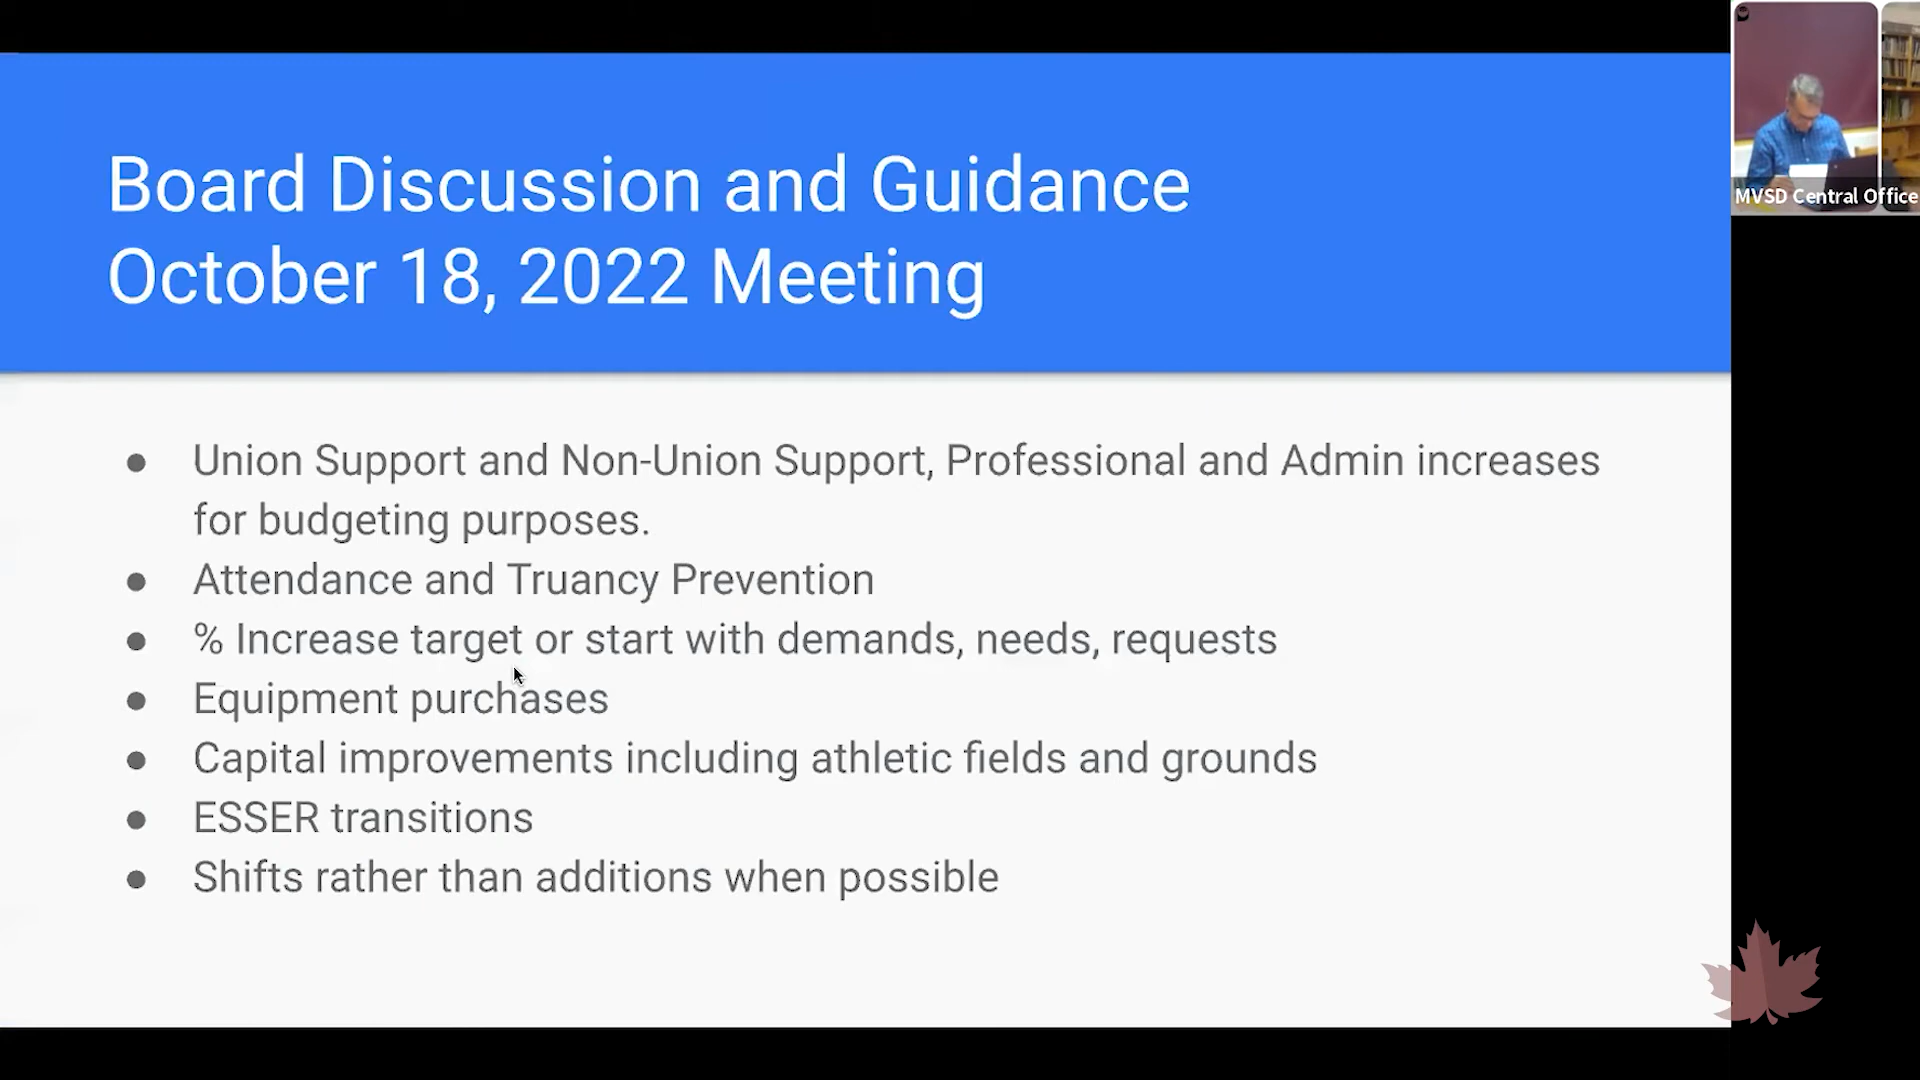 Board Discussion and Guidance
October 18, 2022 Meeting
MVSD Central Office
● Union Support and Non-Union Support, Professional and Admin increases
for budgeting purposes.
● Attendance and Truancy Prevention
● % Increase target or start with demands, needs, requests
● Equipment purchases
● Capital improvements including athletic fields and grounds
● ESSER transitions
● Shifts rather than additions when possible